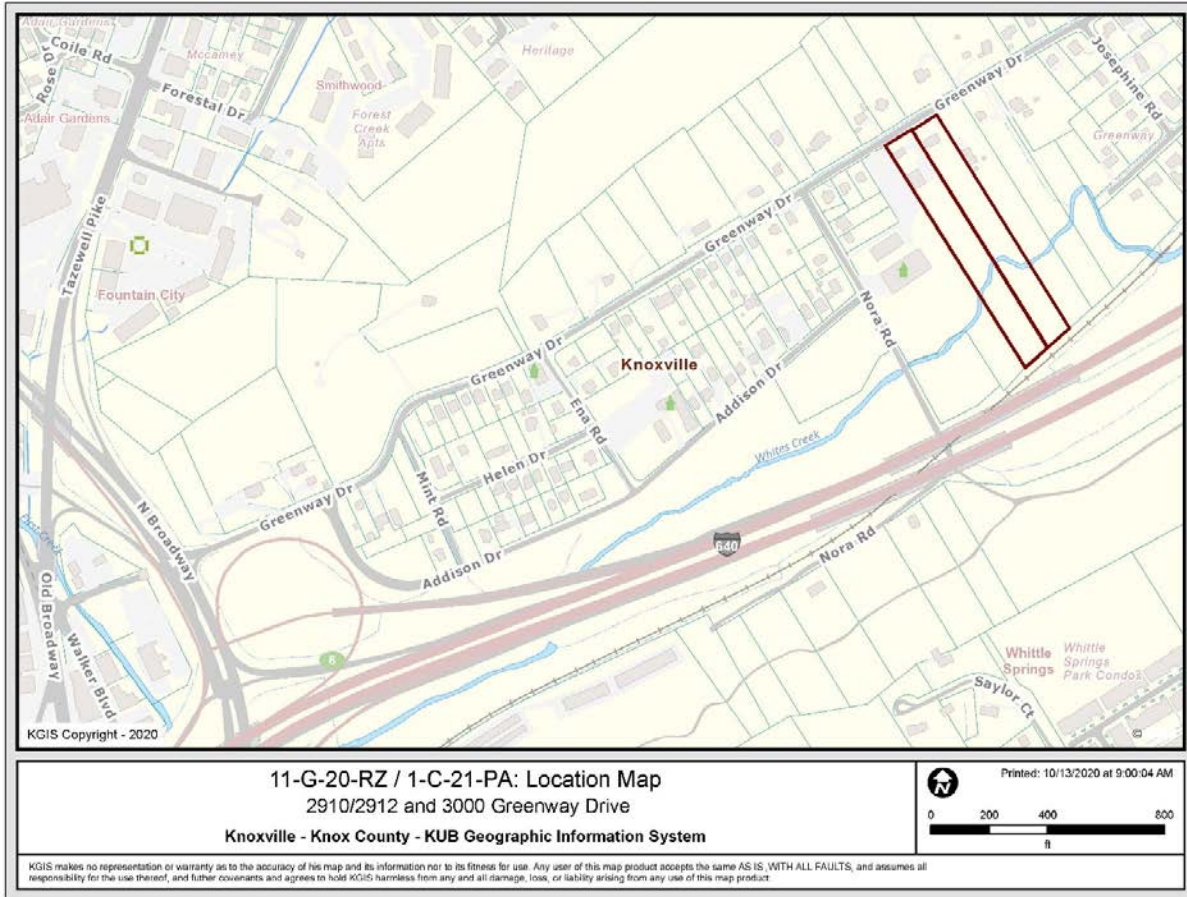 Adair Gardens
Coile Rd
Rose Dr
Mccamey
Forestal Dr
Adair Gardens
Smithwood
Forest
Creek
Apts
Heritage
Greenway Dr
Josephine Rd
Greenway
Tazewell Pike
Fountain City
Greenway Dr
Nora Rd
Knoxville
Greenway Dr
Ena Rd
Addison Dr
Helen Dr
Mint Rd
Whites Creek
Greenway Dr
N Broadway
Addison Dr
640
Nora Rd
Old Broadway
Walker Blvd
6
Whittle
Springs
Whittle
Springs
Park Condos
Saylor Ct
KGIS Copyright - 2020
©
11-G-20-RZ / 1-C-21-PA: Location Map
2910/2912 and 3000 Greenway Drive
Knoxville - Knox County - KUB Geographic Information System
N
Printed: 10/13/2020 at 9:00:04 AM
0 200 400 800
ft
KGIS makes no representation or warranty as to the accuracy of his map and its information nor to its fitness for use. Any user of this map product accepts the same AS IS ,WITH ALL FAULTS, and assumes all
responsibility for the use thereof, and futher covenants and agrees to hold KGIS harmless from any and all damage, loss, or liability arising from any use of this map product.